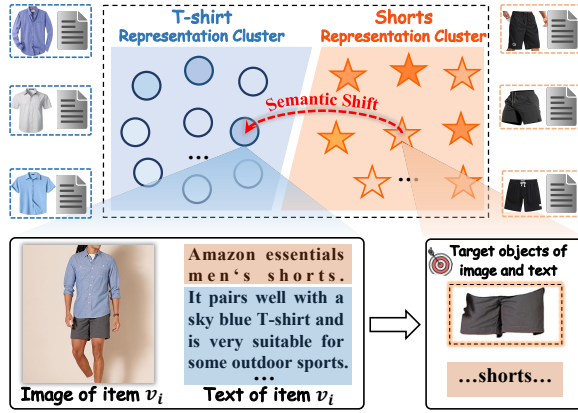 T-shirt
Representation Cluster
Shorts
Representation Cluster
Semantic Shift
...
...
Amazon essentials
men's shorts.
It pairs well with a
sky blue T-shirt and
is very suitable for
some outdoor sports.
...
Image of item v_i
Text of item v_i
Target objects of
image and text
...shorts...